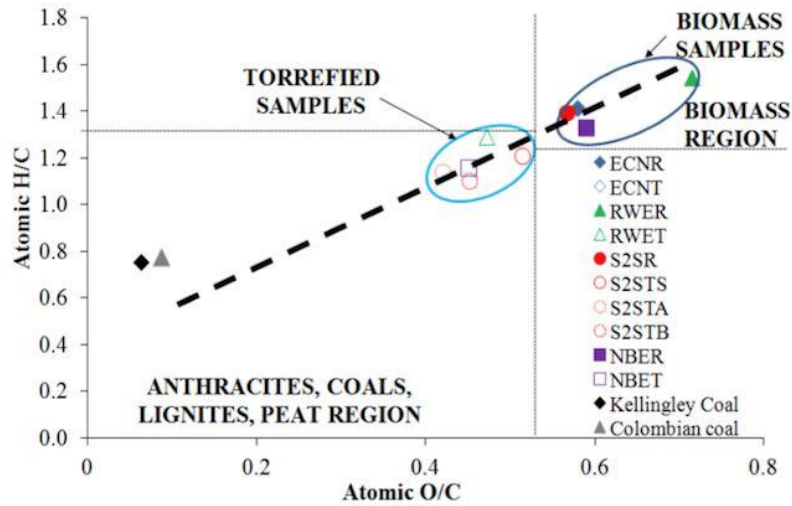 1.8
1.6
1.4
1.2
1.0
0.8
0.6
0.4
0.2
0.0
Atomic H/C
TORREFIED
SAMPLES
BIOMASS
SAMPLES
BIOMASS
REGION
ECNR
ECNT
RWER
RWET
S2SR
S2STS
S2STA
S2STB
NBER
NBET
Kellingley Coal
Colombian coal
ANTHRACITES, COALS,
LIGNITES, PEAT REGION
0 0.2 0.4 0.6 0.8
Atomic O/C